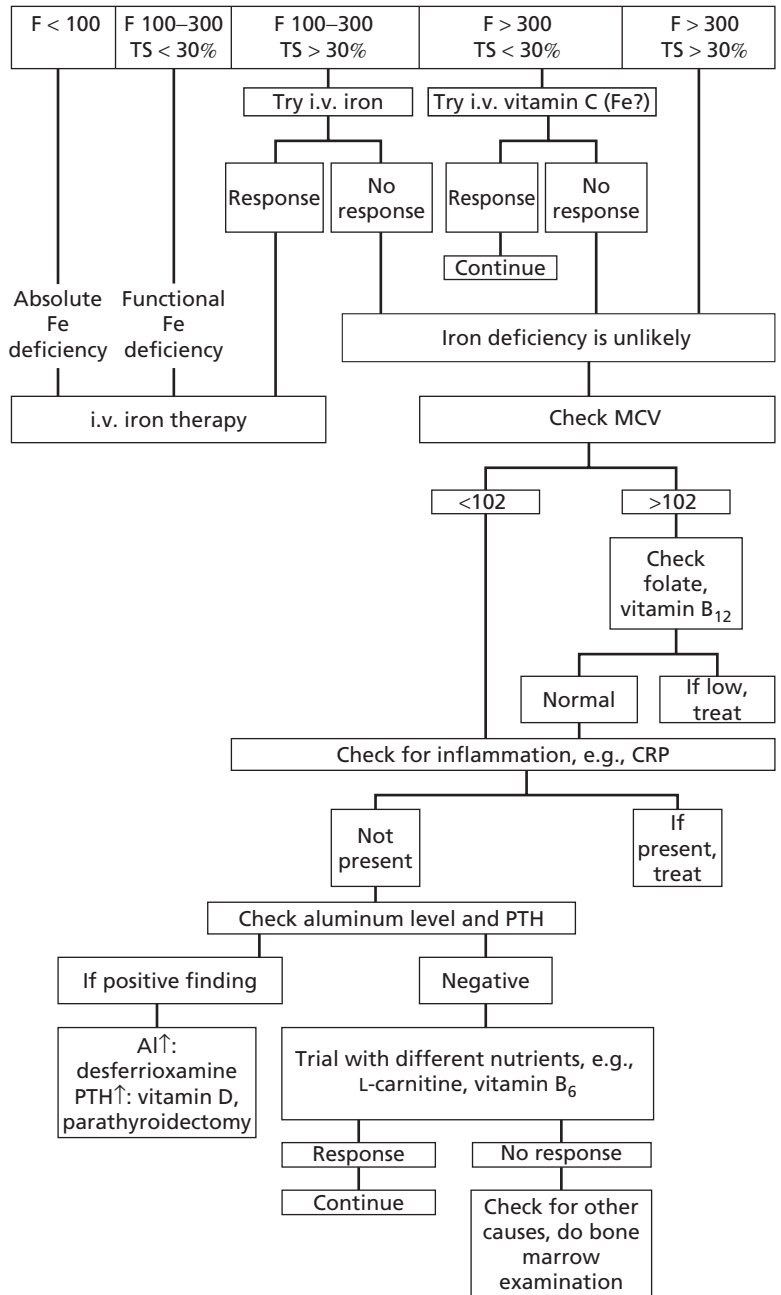 F < 100
F 100–300
TS < 30%
F 100–300
TS > 30%
F > 300
TS < 30%
F > 300
TS > 30%
Try i.v. iron
Try i.v. vitamin C (Fe?)
Response
No
response
Response
No
response
Continue
Absolute
Fe
deficiency
Functional
Fe
deficiency
Iron deficiency is unlikely
i.v. iron therapy
Check MCV
<102
>102
Check
folate,
vitamin B12
Normal
If low,
treat
Check for inflammation, e.g., CRP
Not
present
If
present,
treat
Check aluminum level and PTH
If positive finding
Negative
Al↑:
desferrioxamine
PTH↑: vitamin D,
parathyroidectomy
Trial with different nutrients, e.g.,
L-carnitine, vitamin B6
Response
No response
Continue
Check for other
causes, do bone
marrow
examination